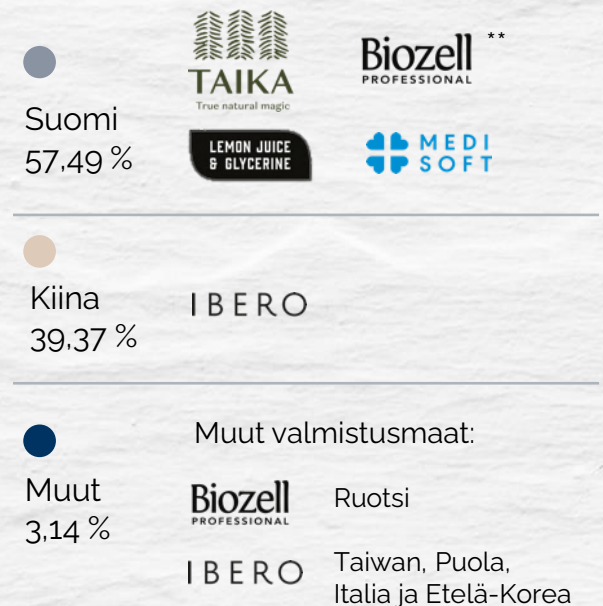 TAIKA
True natural magic
Biozell **
PROFESSIONAL
Suomi
57,49 %
LEMON JUICE
& GLYCERINE
MEDI
SOFT
Kiina
39,37 %
IBERO
Muut valmistusmaat:
Muut
3,14 %
Biozell
PROFESSIONAL
Ruotsi
IBERO
Taiwan, Puola,
Italia ja Etelä-Korea